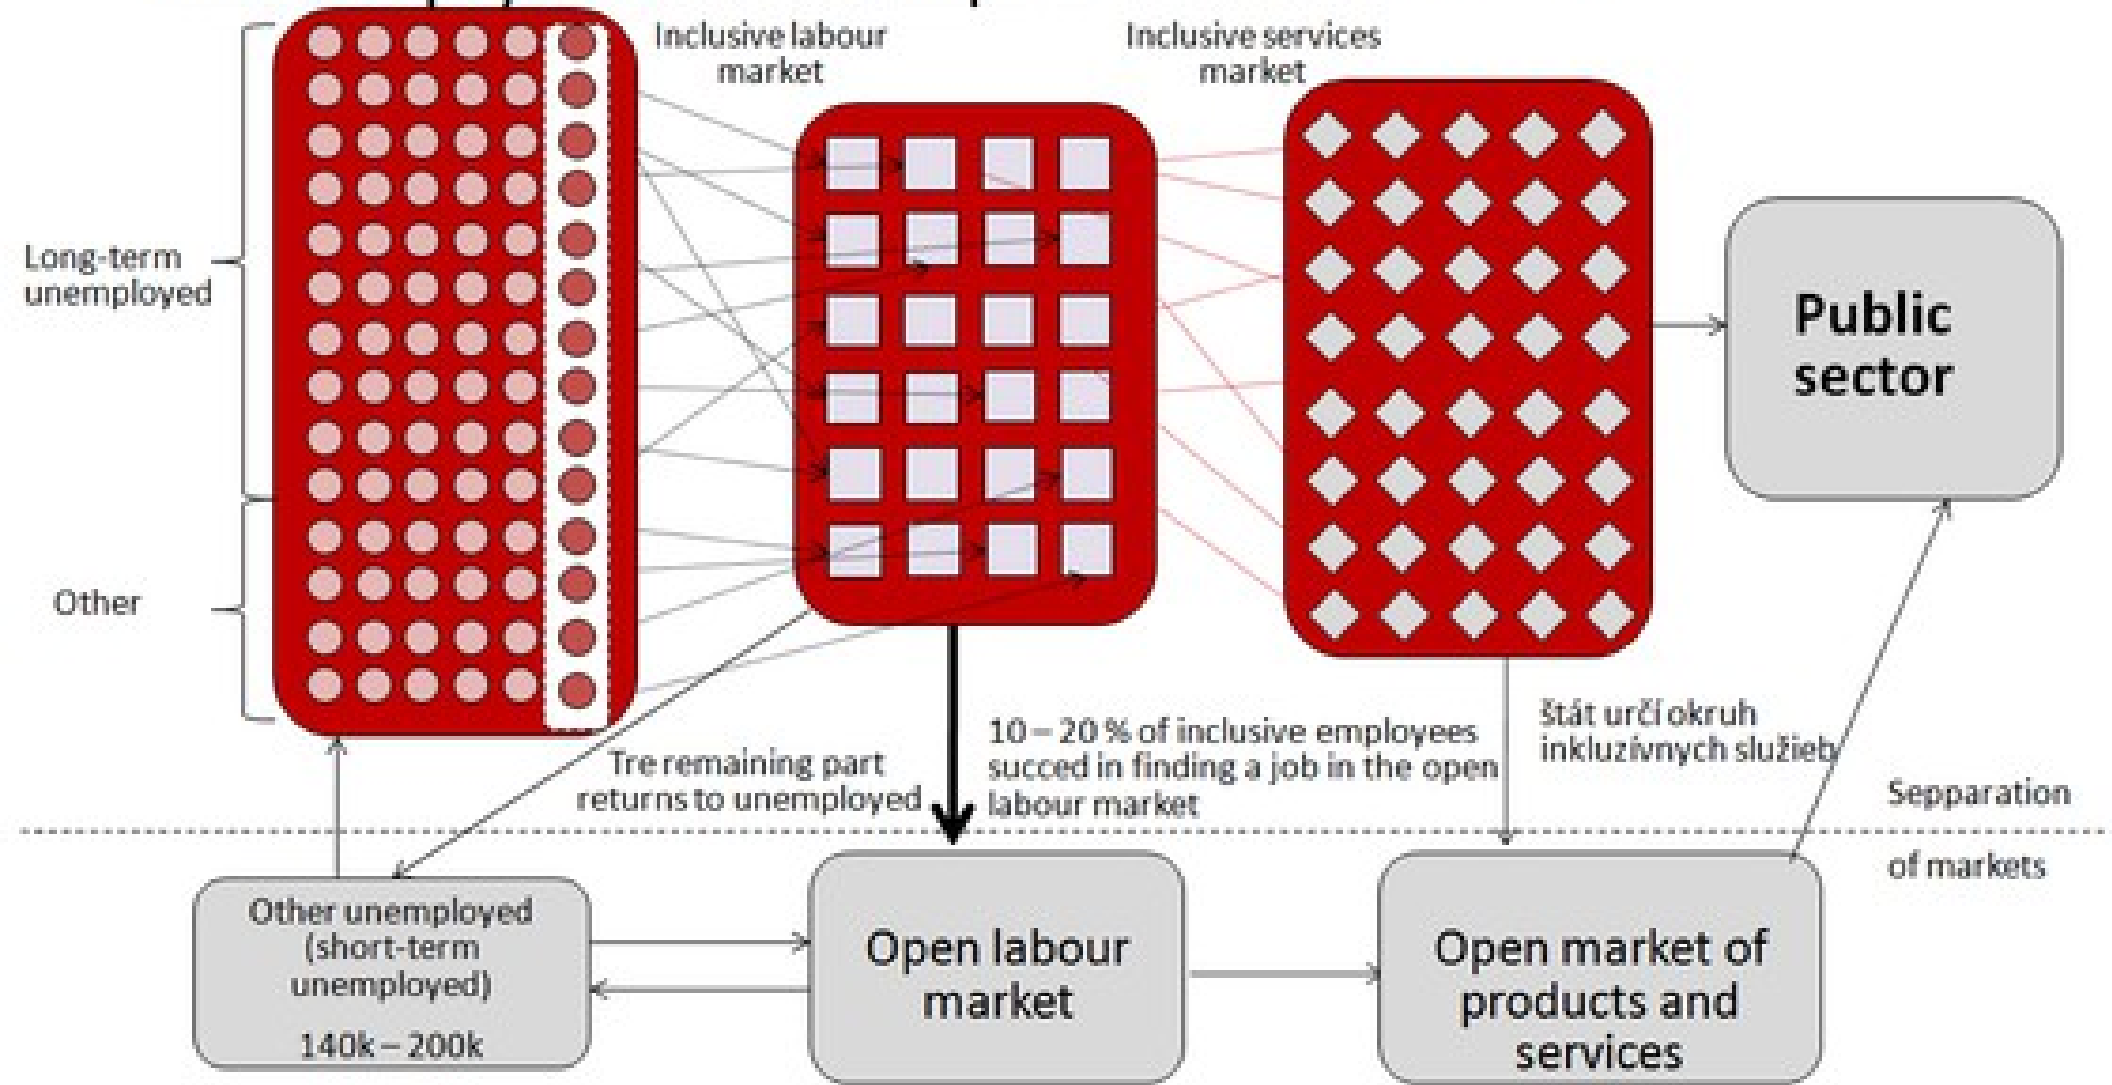 Inclusive labour
market
Inclusive services
market
Long-term
unemployed
Public
sector
Other
štát určí okruh
inkluzívnych služieb
10 – 20 % of inclusive employees
succed in finding a job in the open
labour market
Tre remaining part
returns to unemployed
Sepparation
of markets
Other unemployed
(short-term
unemployed)
140k – 200k
Open labour
market
Open market of
products and
services